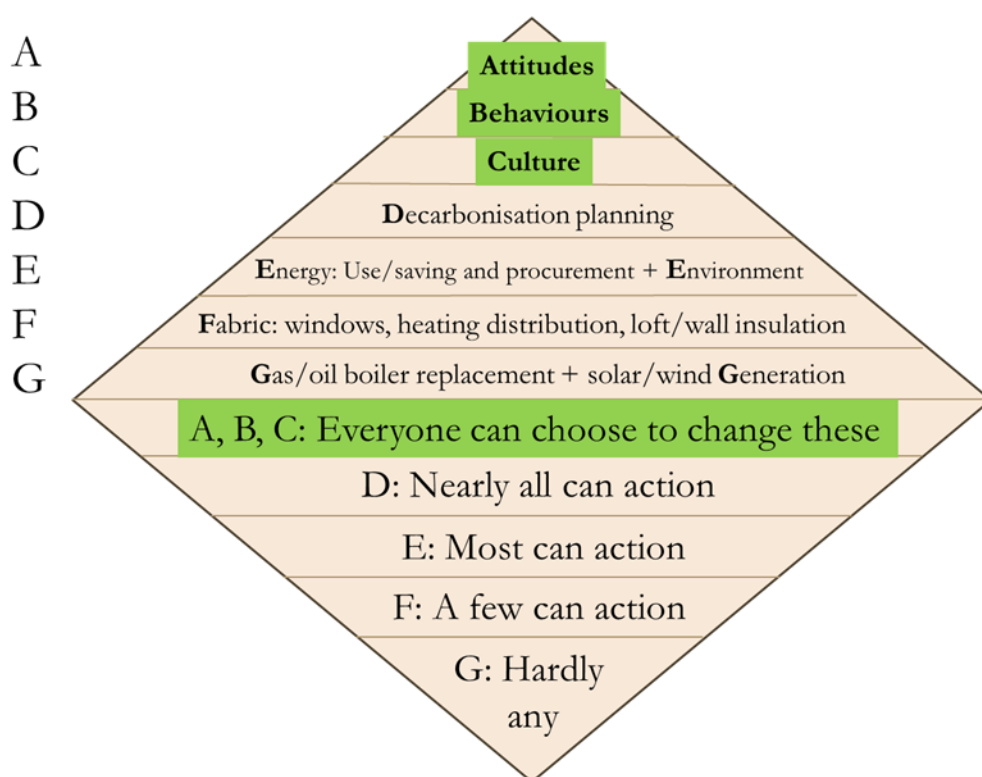 A
Attitudes
B
Behaviours
C
Culture
D
Decarbonisation planning
E
Energy: Use/saving and procurement + Environment
F
Fabric: windows, heating distribution, loft/wall insulation
G
Gas/oil boiler replacement + solar/wind Generation
A, B, C: Everyone can choose to change these
D: Nearly all can action
E: Most can action
F: A few can action
G: Hardly
any